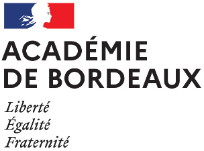 ACADÉMIE
DE BORDEAUX
Liberté
Égalité
Fraternité